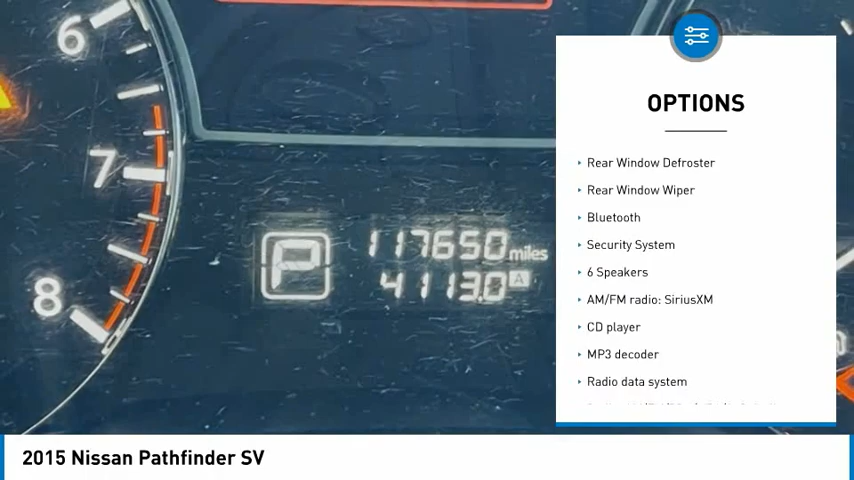 6
7
8
P
117650 miles
4113.0 A
OPTIONS
Rear Window Defroster
Rear Window Wiper
Bluetooth
Security System
6 Speakers
AM/FM radio: SiriusXM
CD player
MP3 decoder
Radio data system
2015 Nissan Pathfinder SV